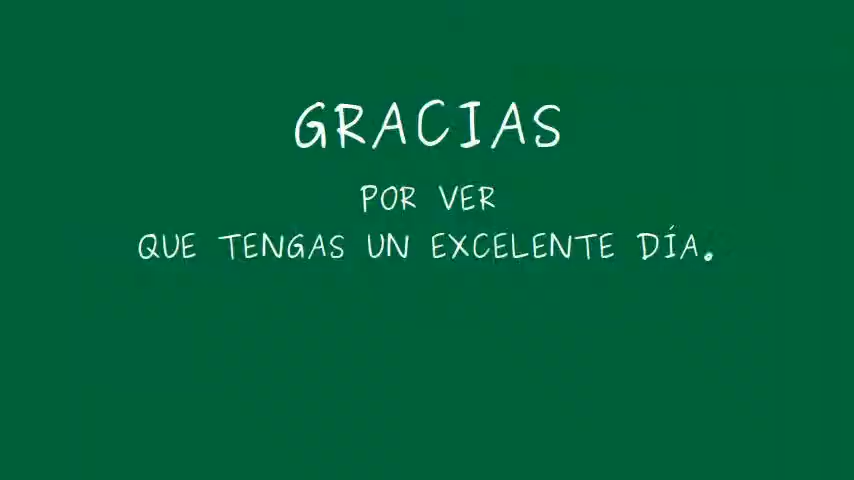 GRACIAS
POR VER
QUE TENGAS UN EXCELENTE DÍA.